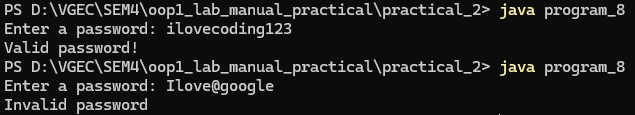 PS D:\VGEC\SEM4\oop1_lab_manual_practical\practical_2> java program_8
Enter a password: ilovecoding123
Valid password!
PS D:\VGEC\SEM4\oop1_lab_manual_practical\practical_2> java program_8
Enter a password: Ilove@google
Invalid password